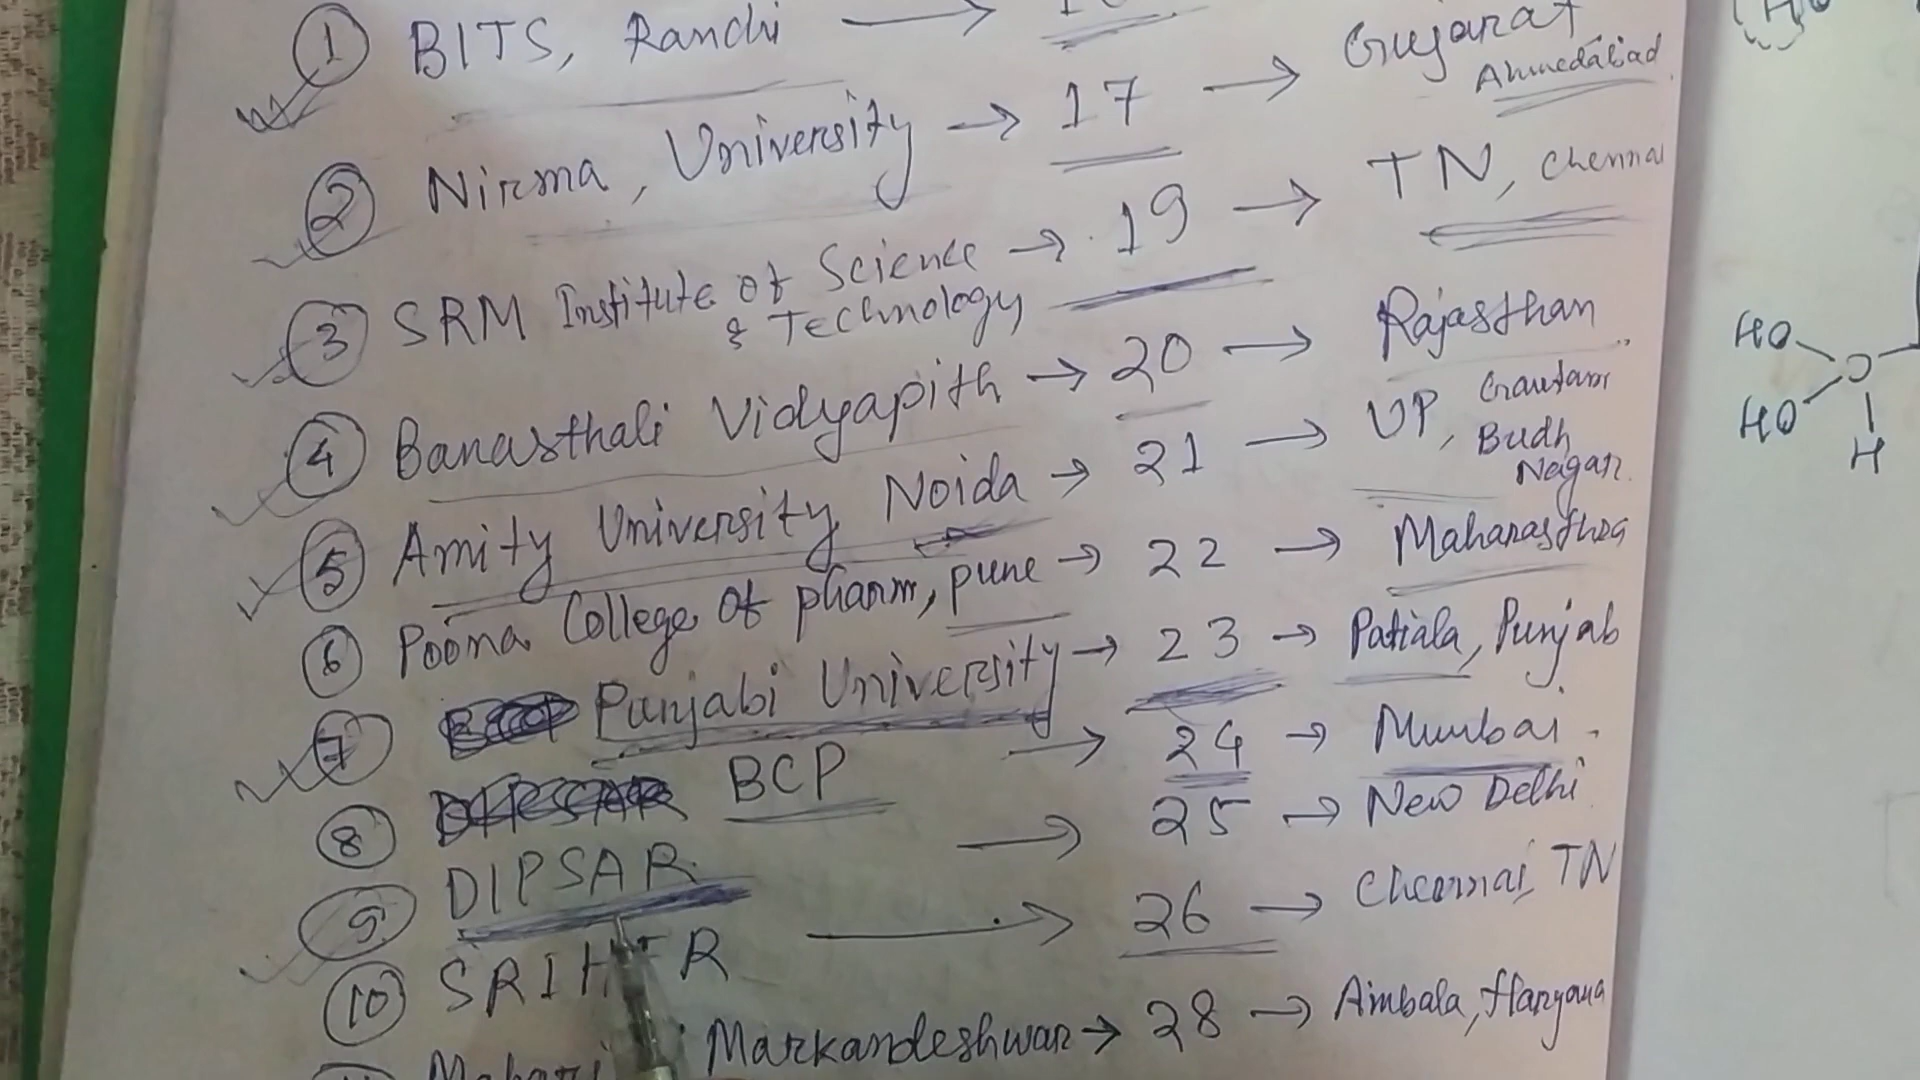 ① BITS, Ranchi →
② Nirma, University → 17 → Gujarat Ahmedabad
③ SRM Institute of Science & Technology → 19 → TN, Chennai
④ Banasthali Vidyapith → 20 → Rajasthan
⑤ Amity University Noida → 21 → UP, Gautam Budh Nagar.
⑥ Poona College of pharm, pune → 22 → Maharasthra
⑦ Punjabi University → 23 → Patiala, Punjab
⑧ BCP → 24 → Mumbai
⑨ DIPSAR → 25 → New Delhi
⑩ SRIHER → 26 → Chennai, TN
Markandeshwar → 28 → Ambala, Haryana
HO
HO
H